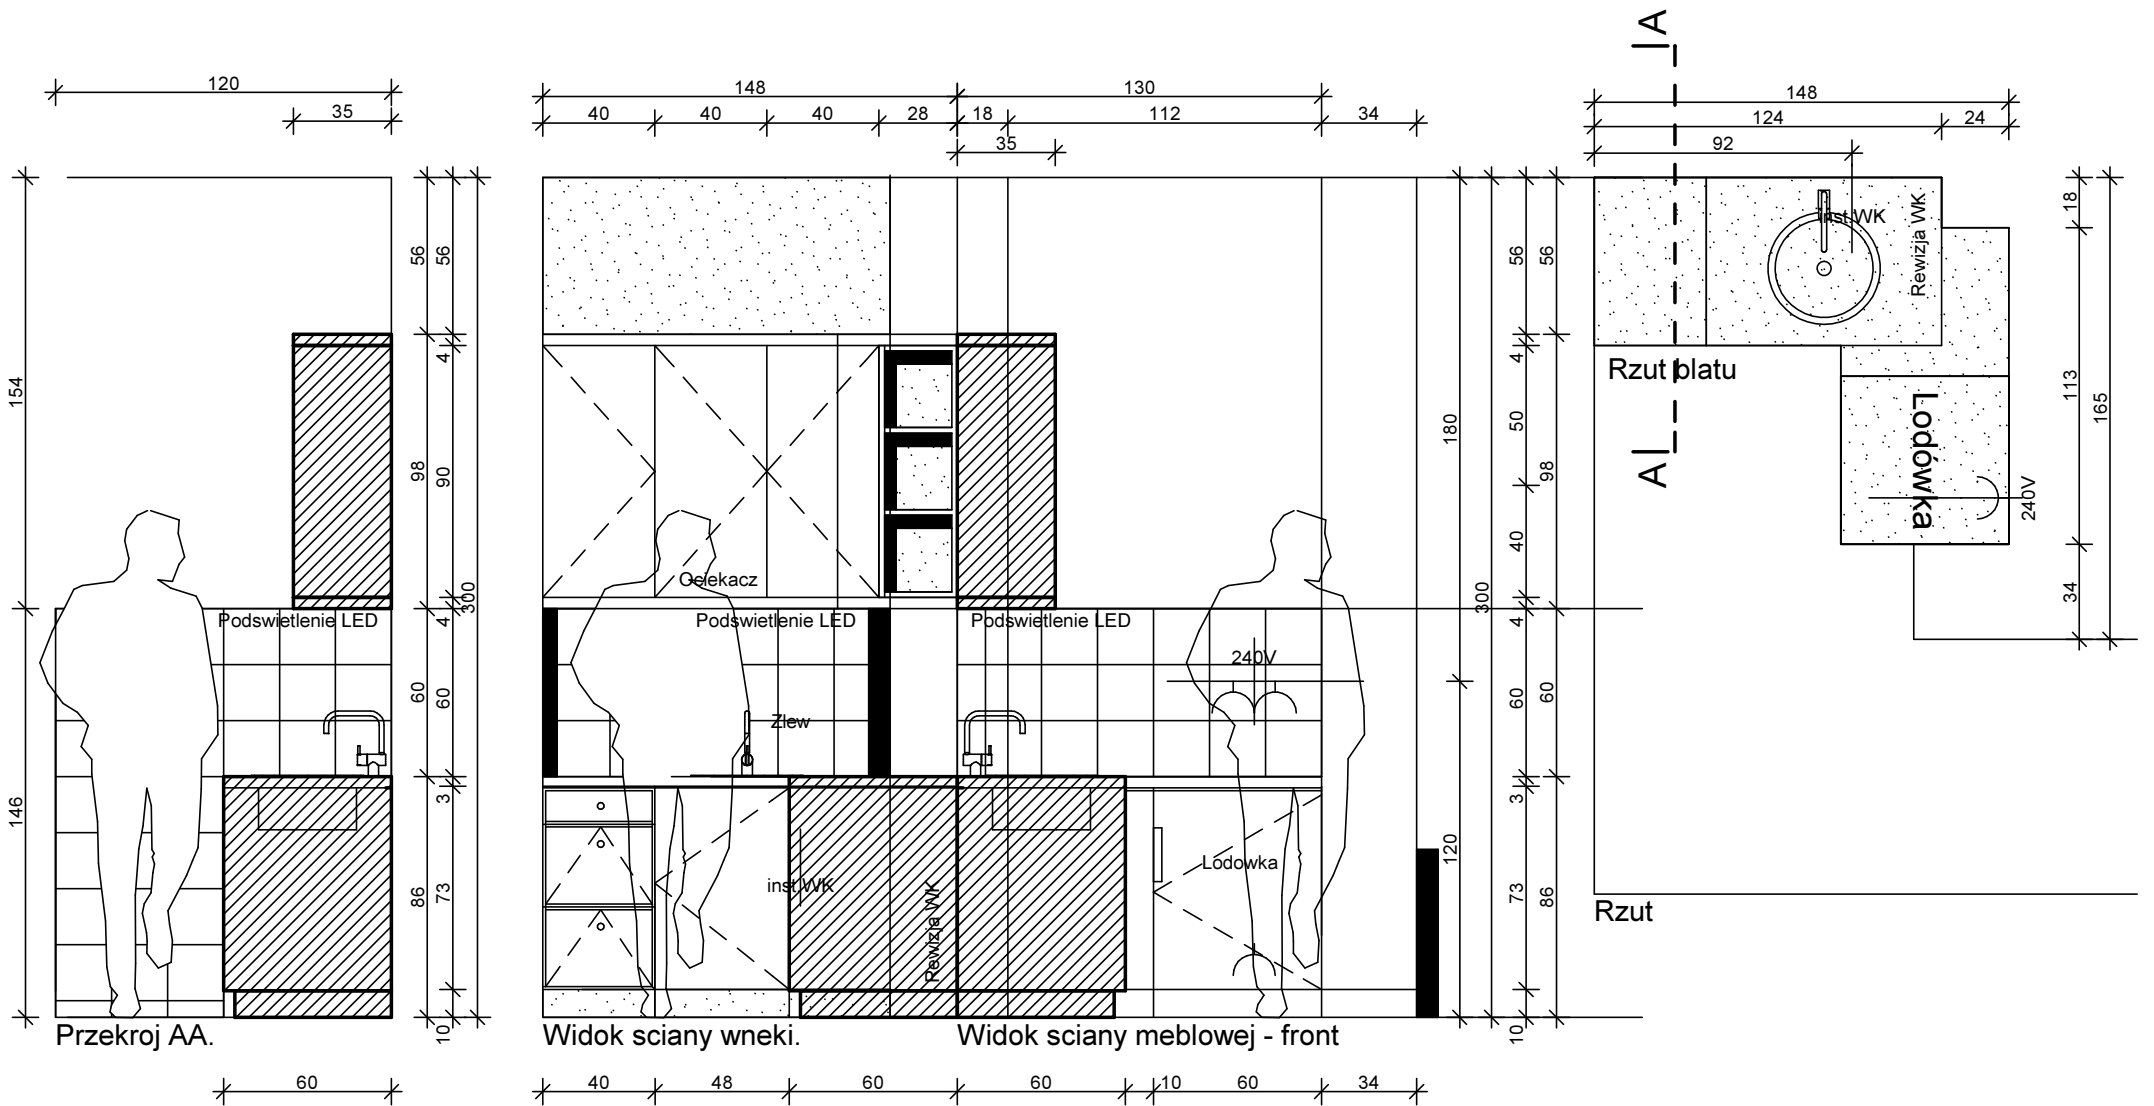 120
35
154
146
56
98
60
86
56
4
90
4
60
3
73
10
300
Podswietlenie LED
Przekroj AA.
60
148
130
40
40
40
28
18
112
34
35
Ociekacz
Podswietlenie LED
Podswietlenie LED
Zlew
240V
inst.WK
Rewizja WK
Lodowka
Widok sciany wneki.
Widok sciany meblowej - front
40
48
60
60
10
60
34
180
120
300
56
4
50
40
4
60
3
73
10
56
98
60
86
A
A
148
124
24
92
inst.WK
Rewizja WK
Rzut blatu
Lodówka
240V
18
113
34
165
Rzut